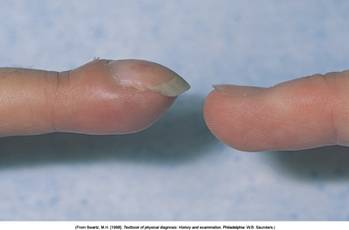 (From Swartz, M.H. [1998]. Textbook of physical diagnosis: History and examination. Philadelphia: W.B. Saunders.)